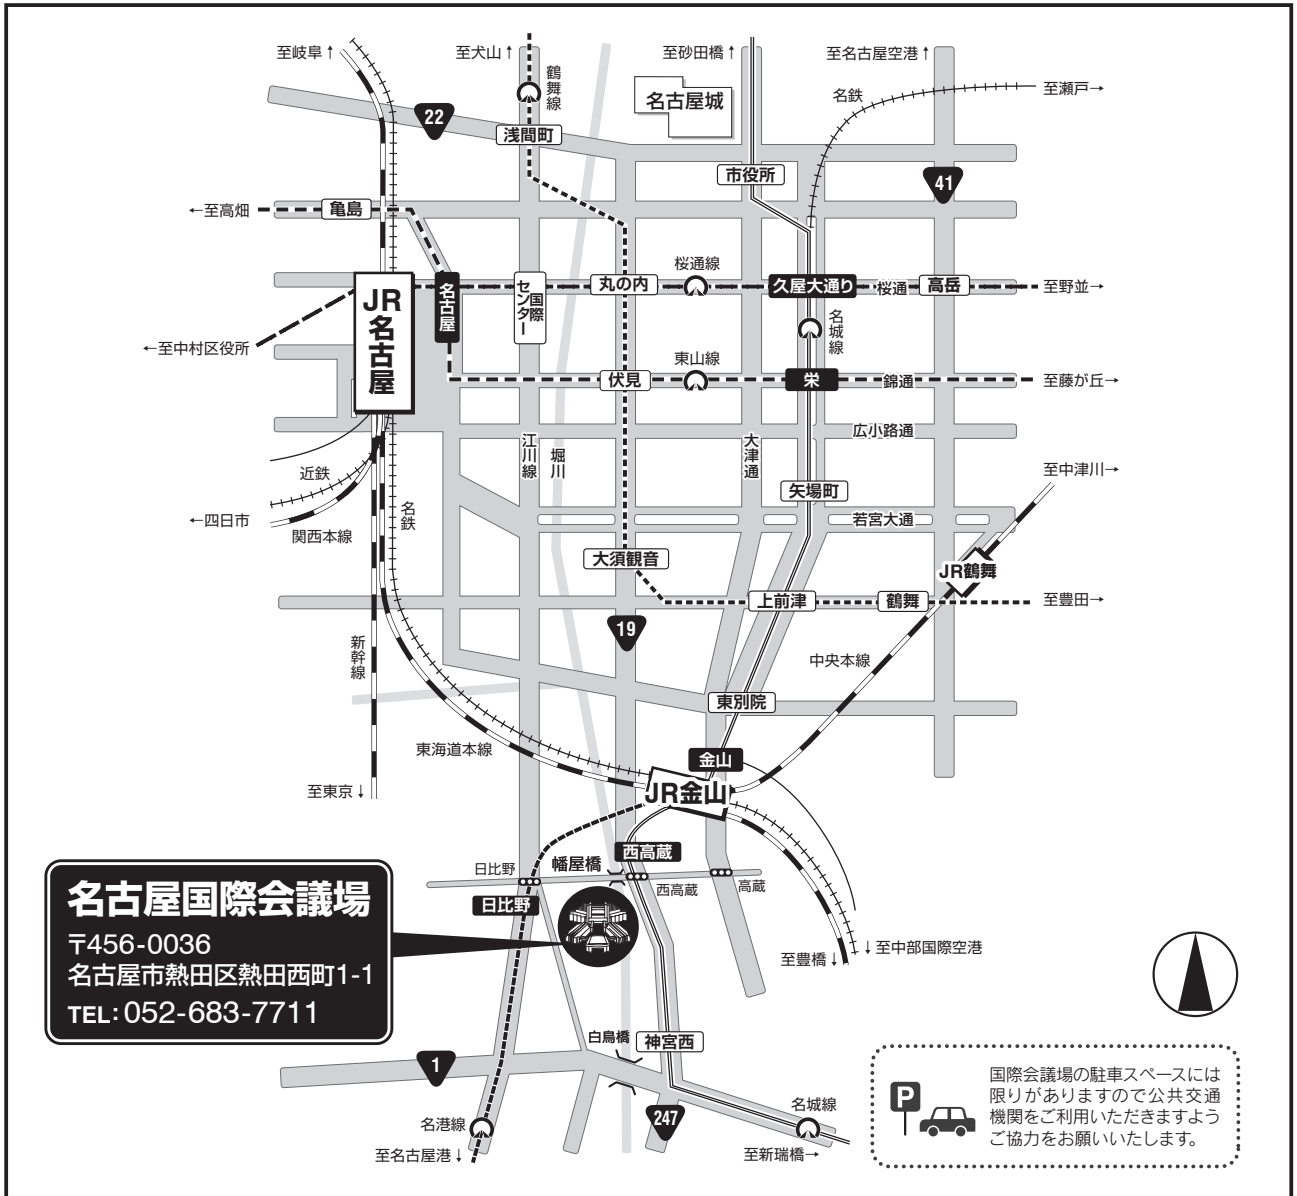 至岐阜↑
至犬山↑
鶴舞線
至砂田橋↑
至名古屋空港↑
名古屋城
名鉄
至瀬戸→
22
浅間町
市役所
41
←至高畑
亀島
桜通線
JR名古屋
名古屋
国際センター
丸の内
久屋大通り
桜通
高岳
至野並→
名城線
←至中村区役所
東山線
伏見
栄
錦通
至藤が丘→
広小路通
江川線
堀川
大津通
近鉄
名鉄
至中津川→
矢場町
←四日市
関西本線
若宮大通
大須観音
JR鶴舞
上前津
鶴舞
至豊田→
19
新幹線
中央本線
東別院
東海道本線
金山
至東京↓
JR金山
日比野
幡屋橋
西高蔵
西高蔵
高蔵
日比野
名古屋国際会議場
〒456-0036
名古屋市熱田区熱田西町1-1
TEL:052-683-7711
至豊橋↓
↓至中部国際空港
白鳥橋
神宮西
1
247
名港線
名城線
至名古屋港↓
至新瑞橋→
P
国際会議場の駐車スペースには
限りがありますので公共交通
機関をご利用いただきますよう
ご協力をお願いいたします。